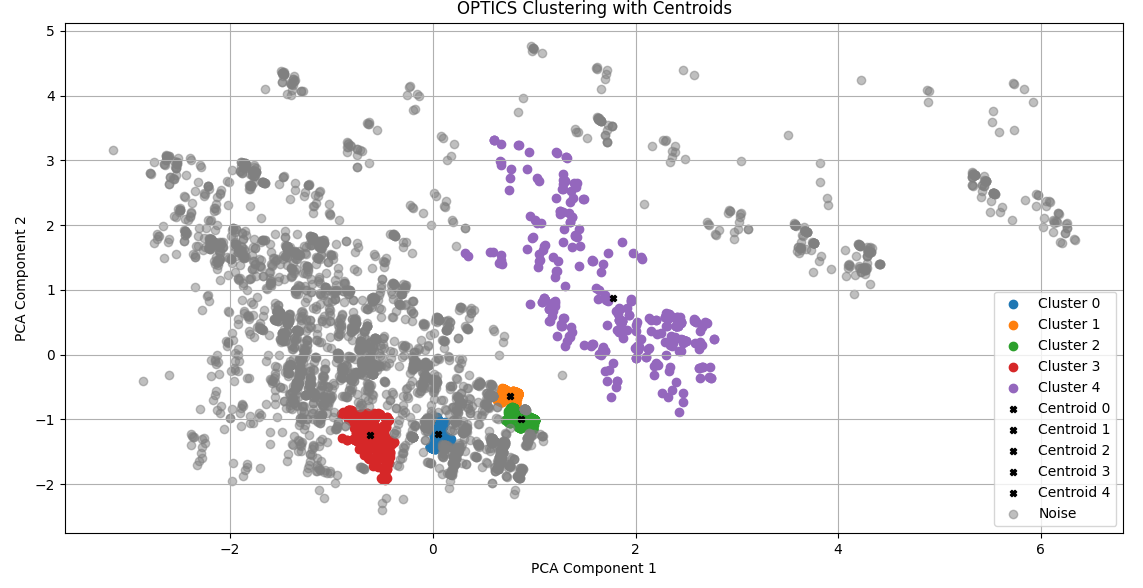 OPTICS Clustering with Centroids
5
4
3
2
1
0
−1
−2
PCA Component 2
−2
0
2
4
6
PCA Component 1
Cluster 0
Cluster 1
Cluster 2
Cluster 3
Cluster 4
Centroid 0
Centroid 1
Centroid 2
Centroid 3
Centroid 4
Noise